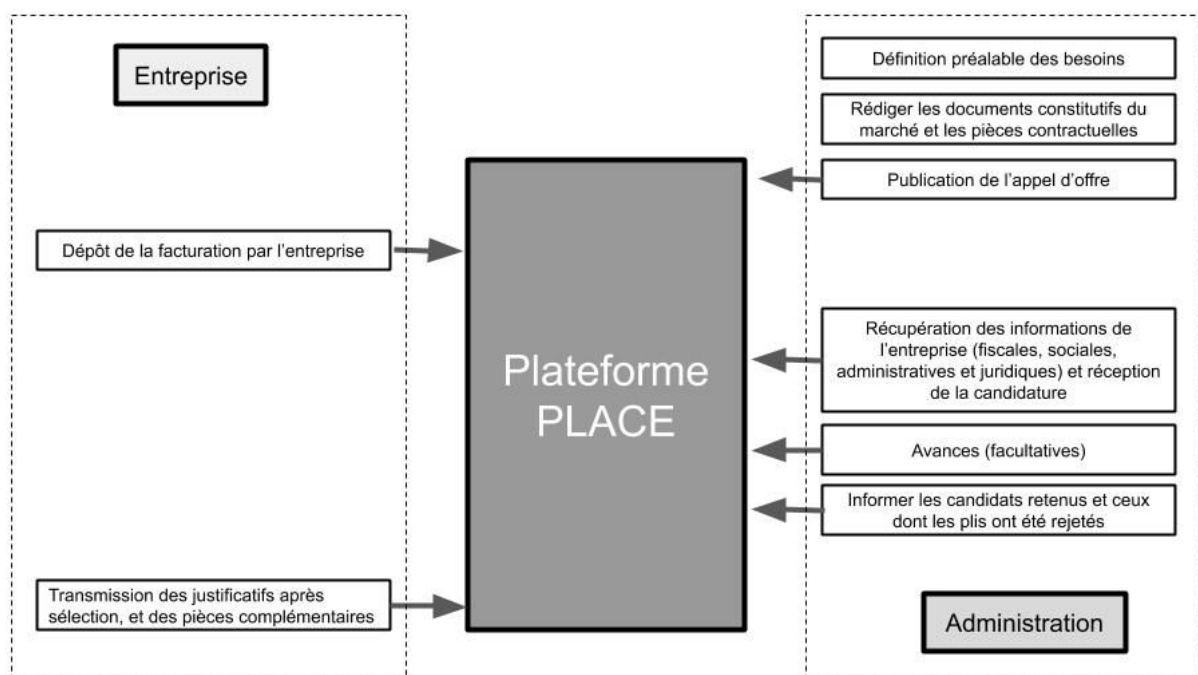 Entreprise
Dépôt de la facturation par l’entreprise
Transmission des justificatifs après
sélection, et des pièces complémentaires
Plateforme
PLACE
Définition préalable des besoins
Rédiger les documents constitutifs du
marché et les pièces contractuelles
Publication de l’appel d’offre
Récupération des informations de
l’entreprise (fiscales, sociales,
administratives et juridiques) et réception
de la candidature
Avances (facultatives)
Informer les candidats retenus et ceux
dont les plis ont été rejetés
Administration